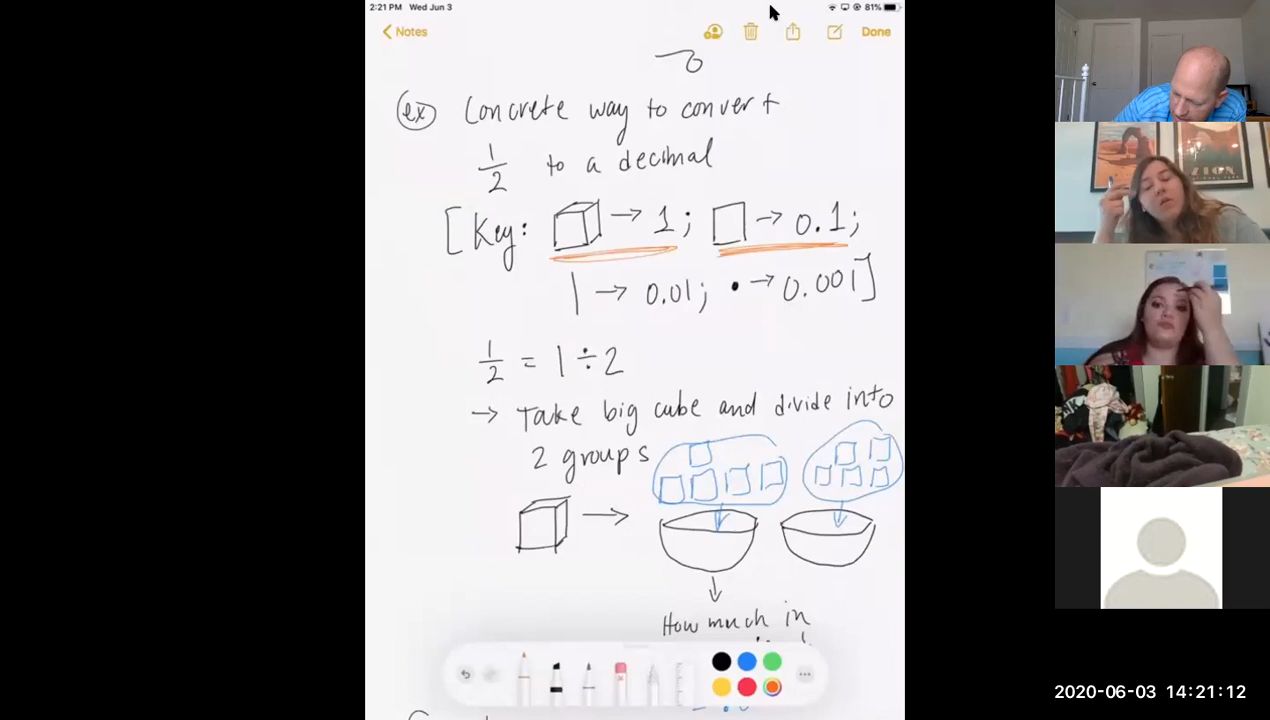 2:21 PM Wed Jun 3
81%
Notes
Done
ex Concrete way to convert
1/2 to a decimal
[Key: → 1; → 0.1;
| → 0.01; • → 0.001]
1/2 = 1 ÷ 2
→ Take big cube and divide into
2 groups
→
How much in
ZION
2020-06-03 14:21:12